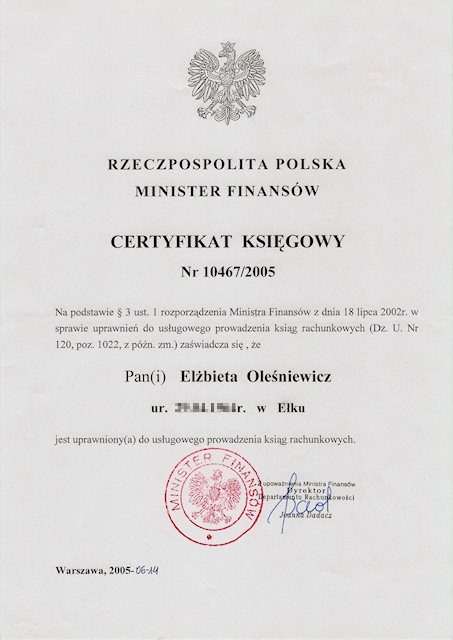 RZECZPOSPOLITA POLSKA
MINISTER FINANSÓW
CERTYFIKAT KSIĘGOWY
Nr 10467/2005
Na podstawie § 3 ust. 1 rozporządzenia Ministra Finansów z dnia 18 lipca 2002r. w
sprawie uprawnień do usługowego prowadzenia ksiąg rachunkowych (Dz. U. Nr
120, poz. 1022, z późn. zm.) zaświadcza się , że
Pan(i) Elżbieta Oleśniewicz
ur. r. w Ełku
jest uprawniony(a) do usługowego prowadzenia ksiąg rachunkowych.
MINISTER FINANSÓW
Z upoważnienia Ministra Finansów
Dyrektor
Departamentu Rachunkowości
Joanna Dadacz
Warszawa, 2005-06-14